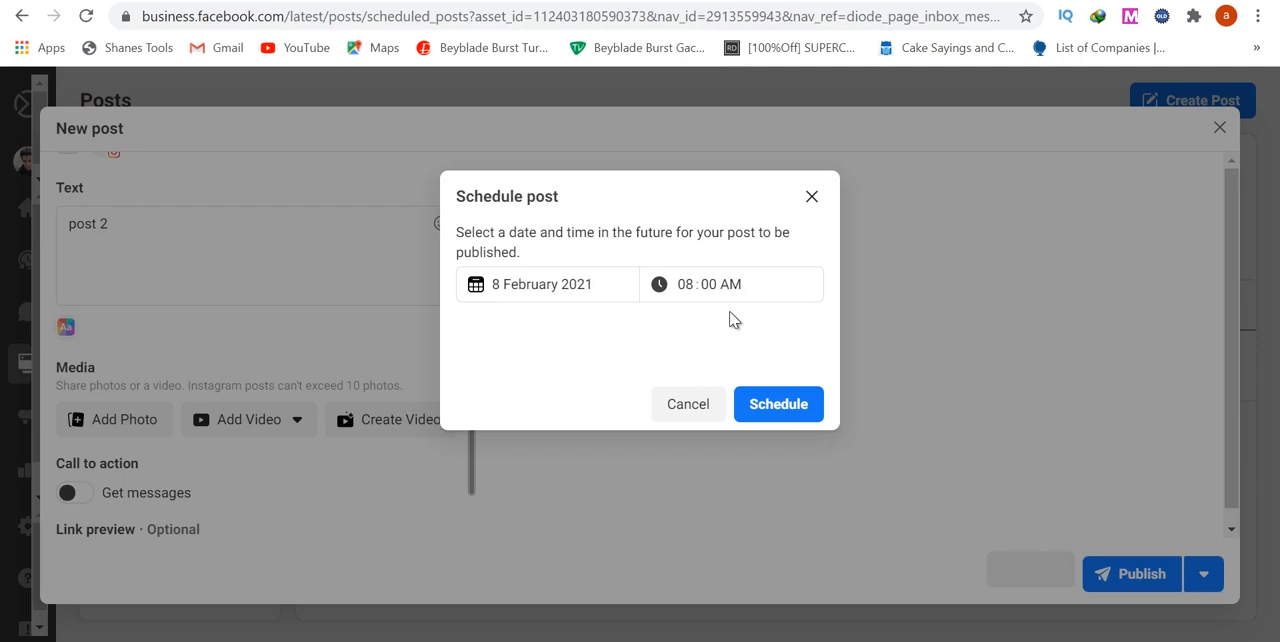 business.facebook.com/latest/posts/scheduled_posts?asset_id=112403180590373&nav_id=2913559943&nav_ref=diode_page_inbox_mes...
IQ
M
OLD
a
Apps
Shanes Tools
Gmail
YouTube
Maps
Beyblade Burst Tur...
Beyblade Burst Gac...
RD
[100%Off] SUPERC...
Cake Sayings and C...
List of Companies |...
»
Posts
Create Post
New post
Text
post 2
Schedule post
Select a date and time in the future for your post to be
published.
8 February 2021
08:00 AM
Cancel
Schedule
Aa
Media
Share photos or a video. Instagram posts can't exceed 10 photos.
Add Photo
Add Video
Create Video
Call to action
Get messages
Link preview · Optional
Publish